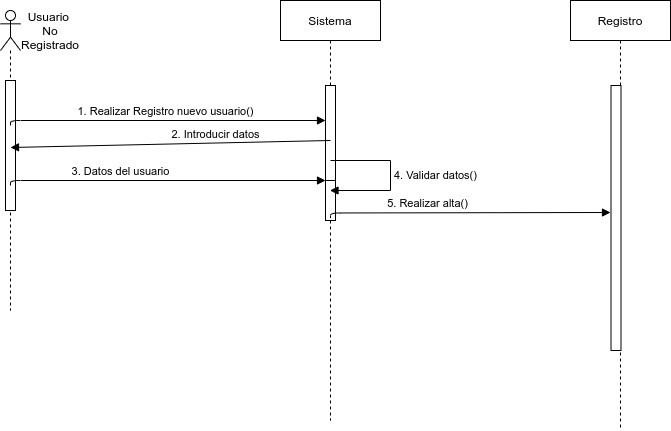 Usuario
No
Registrado
Sistema
Registro
1. Realizar Registro nuevo usuario()
2. Introducir datos
3. Datos del usuario
4. Validar datos()
5. Realizar alta()